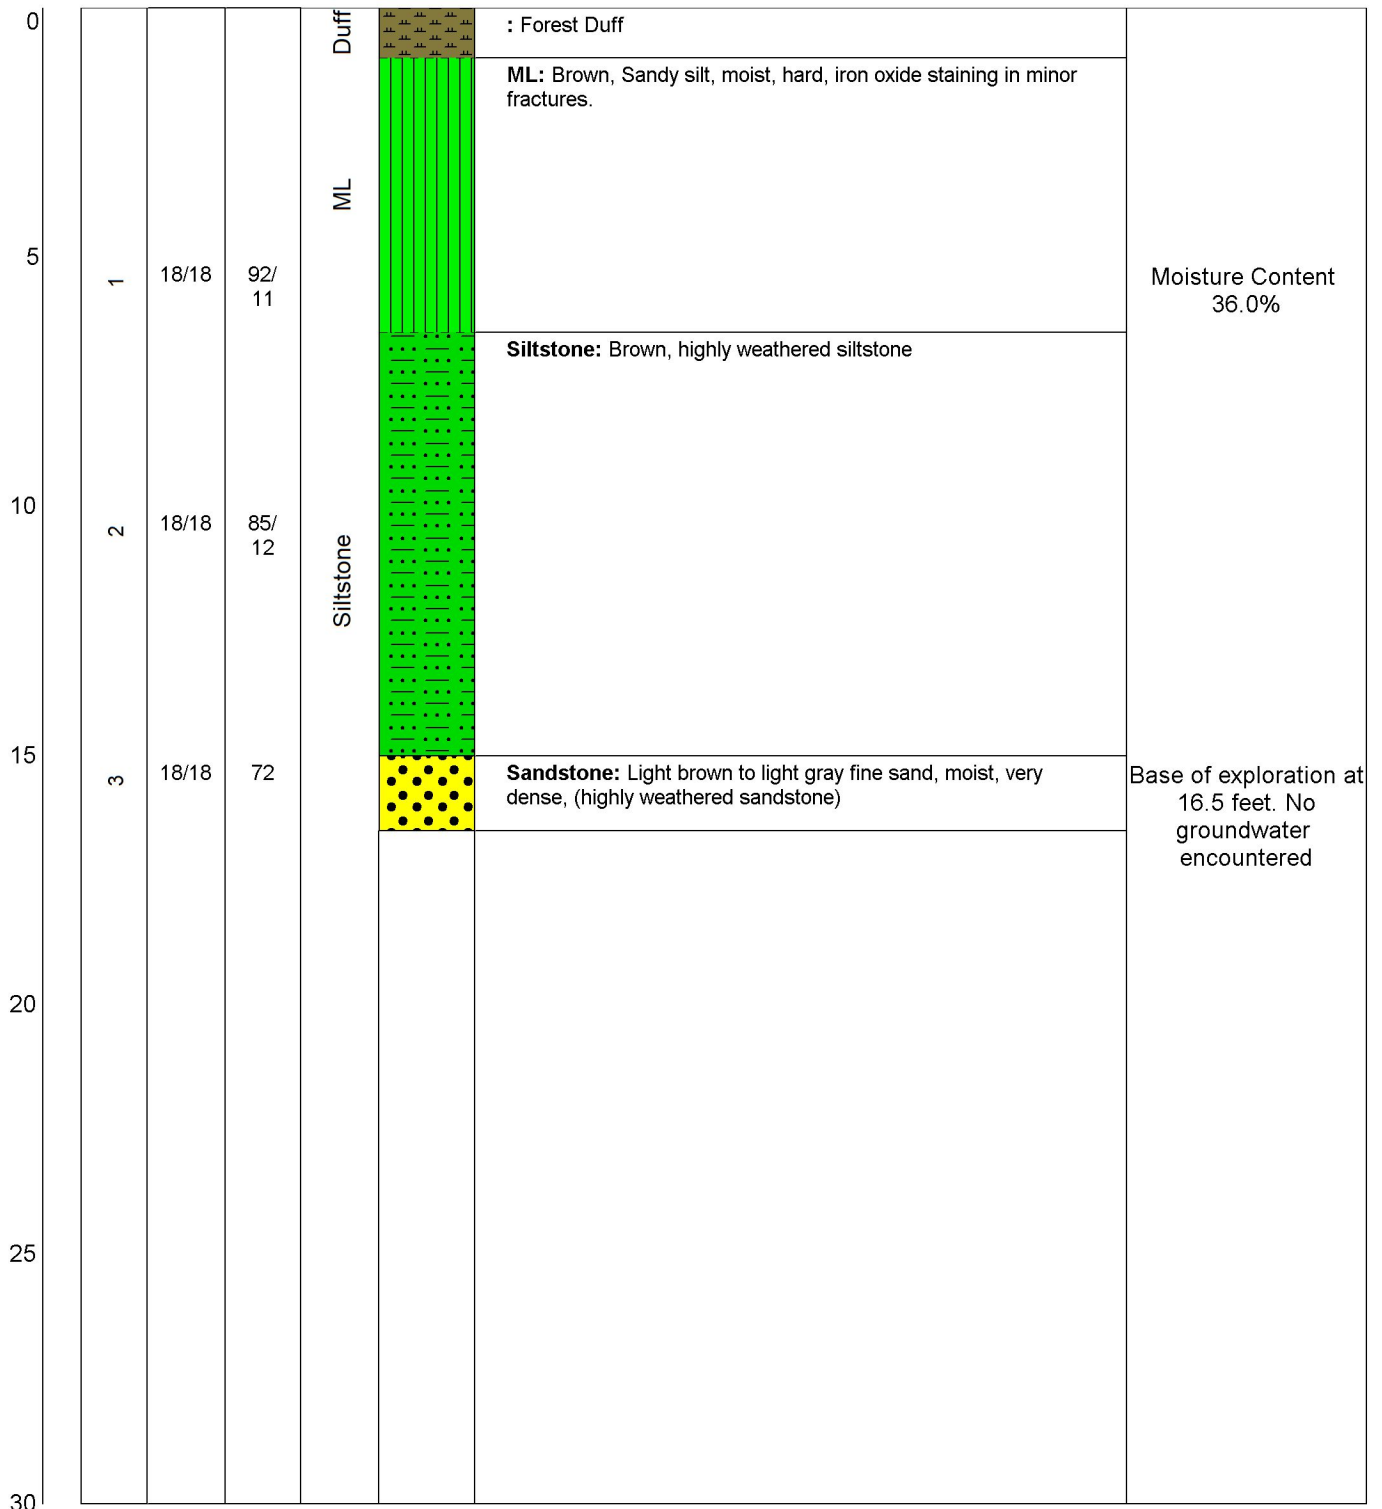 0
Duff
: Forest Duff
ML: Brown, Sandy silt, moist, hard, iron oxide staining in minor
fractures.
ML
5
1
18/18
92/
11
Moisture Content
36.0%
Siltstone: Brown, highly weathered siltstone
10
2
18/18
85/
12
Siltstone
15
3
18/18
72
Sandstone: Light brown to light gray fine sand, moist, very
dense, (highly weathered sandstone)
Base of exploration at
16.5 feet. No
groundwater
encountered
20
25
30